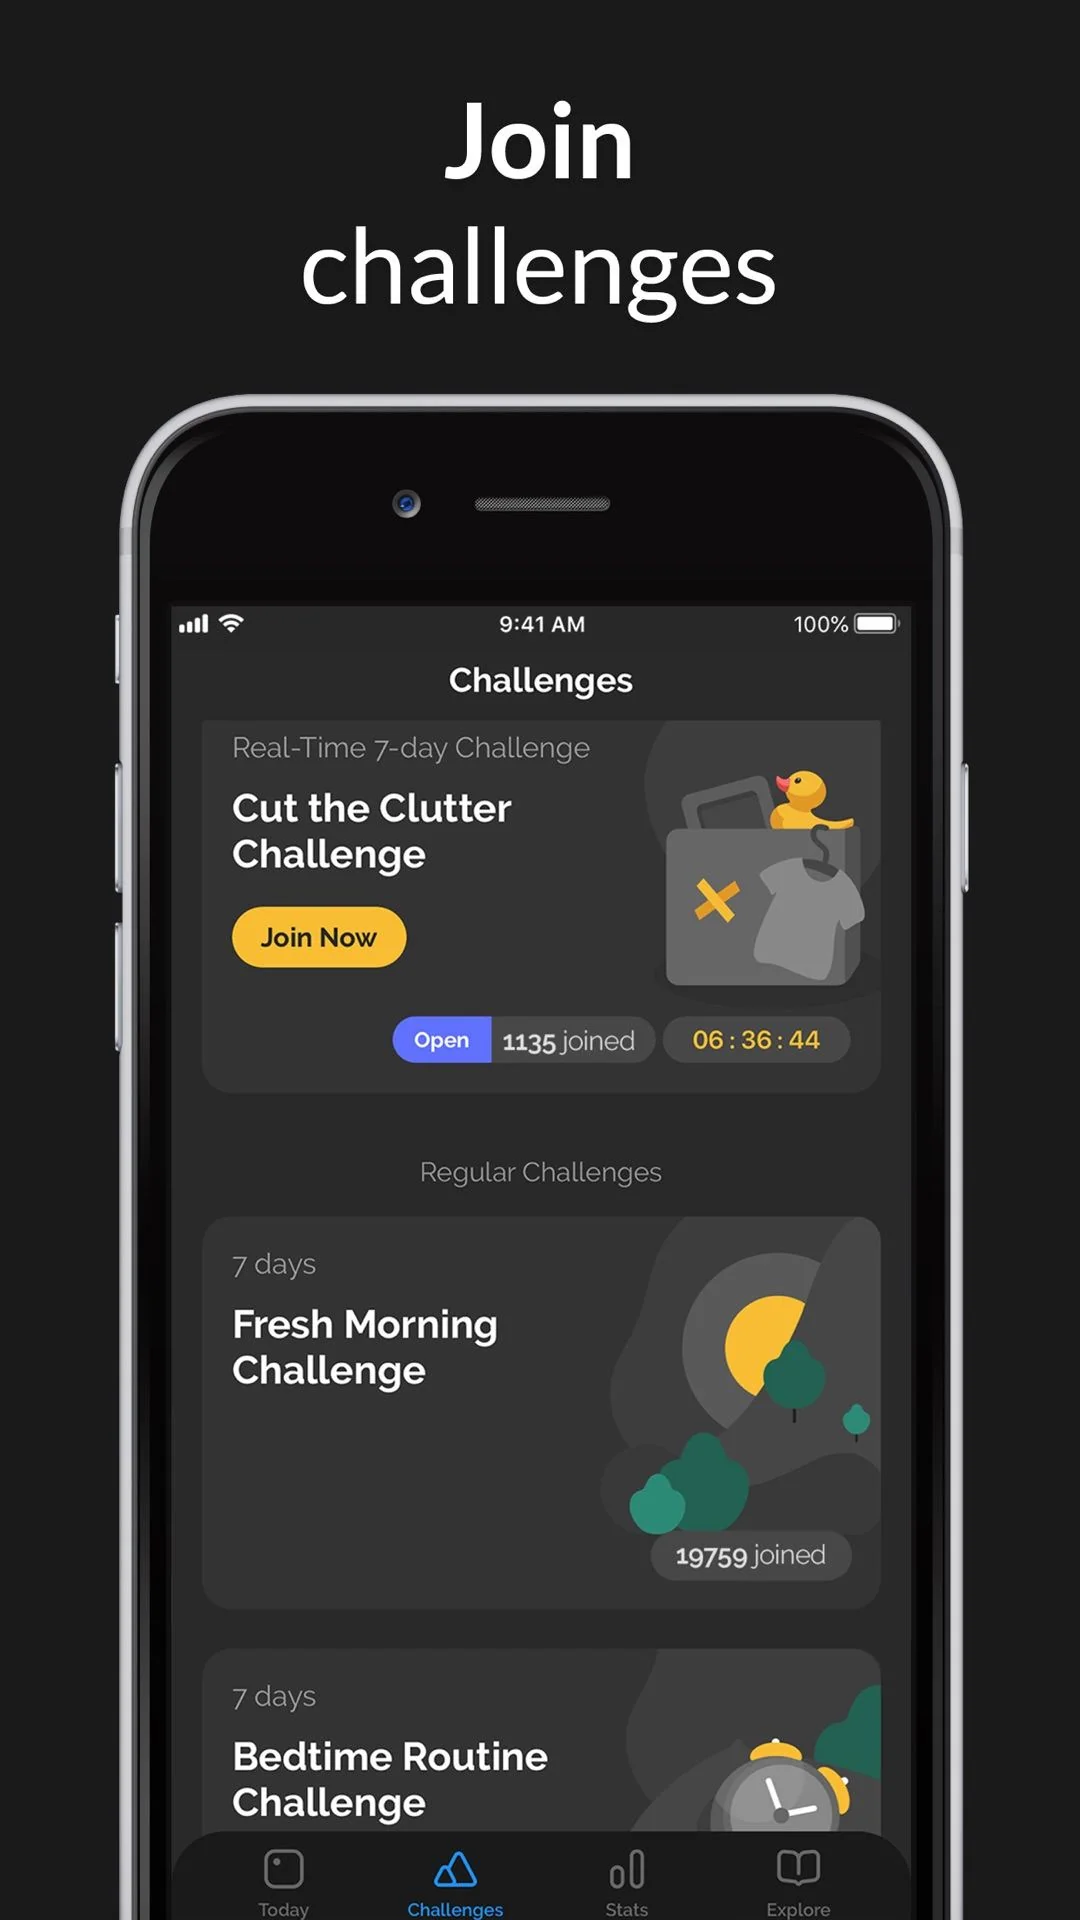 Join
challenges
9:41 AM
100%
Challenges
Real-Time 7-day Challenge
Cut the Clutter
Challenge
Join Now
Open 1135 joined 06 : 36 : 44
Regular Challenges
7 days
Fresh Morning
Challenge
19759 joined
7 days
Bedtime Routine
Challenge
Today Challenges Stats Explore